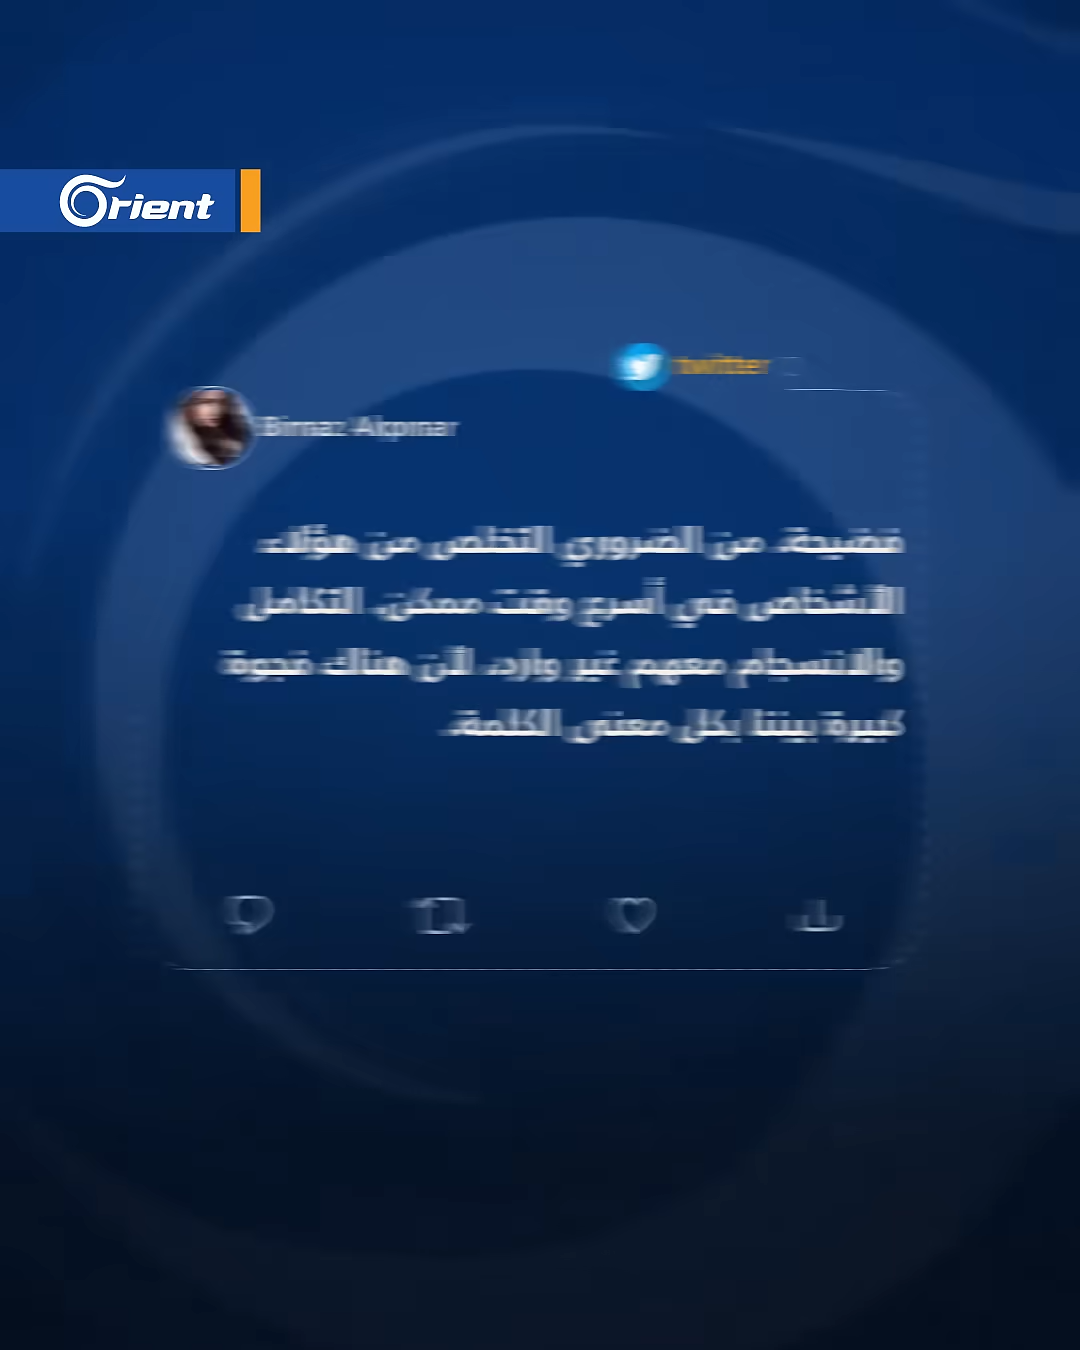 Orient
twitter
Birnaz Akpınar
فضيحة. من الضروري التخلص من هؤلاء
الأشخاص في أسرع وقت ممكن. التكامل
والانسجام معهم غير وارد، لأن هناك فجوة
كبيرة بيننا بكل معنى الكلمة.